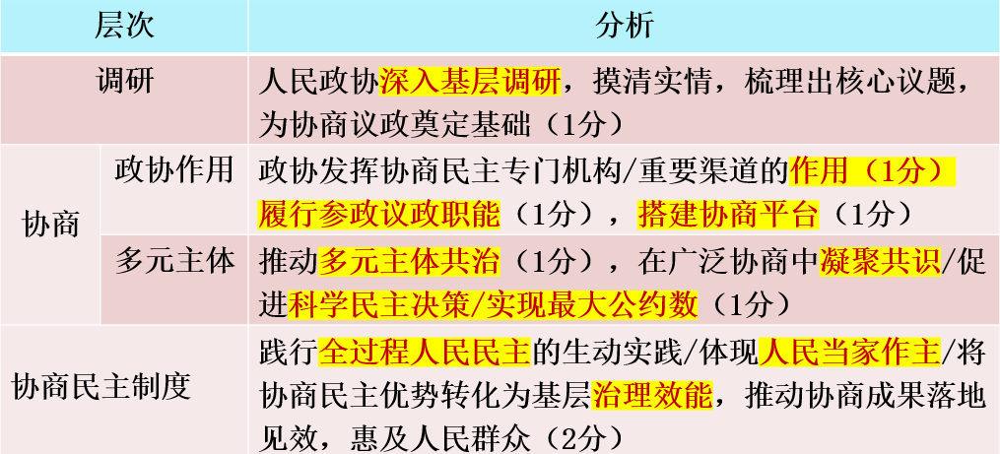 层次
分析
调研
人民政协深入基层调研，摸清实情，梳理出核心议题，
为协商议政奠定基础（1分）
协商
政协作用
政协发挥协商民主专门机构/重要渠道的作用（1分）
履行参政议政职能（1分），搭建协商平台（1分）
多元主体
推动多元主体共治（1分），在广泛协商中凝聚共识/促
进科学民主决策/实现最大公约数（1分）
协商民主制度
践行全过程人民民主的生动实践/体现人民当家作主/将
协商民主优势转化为基层治理效能，推动协商成果落地
见效，惠及人民群众（2分）